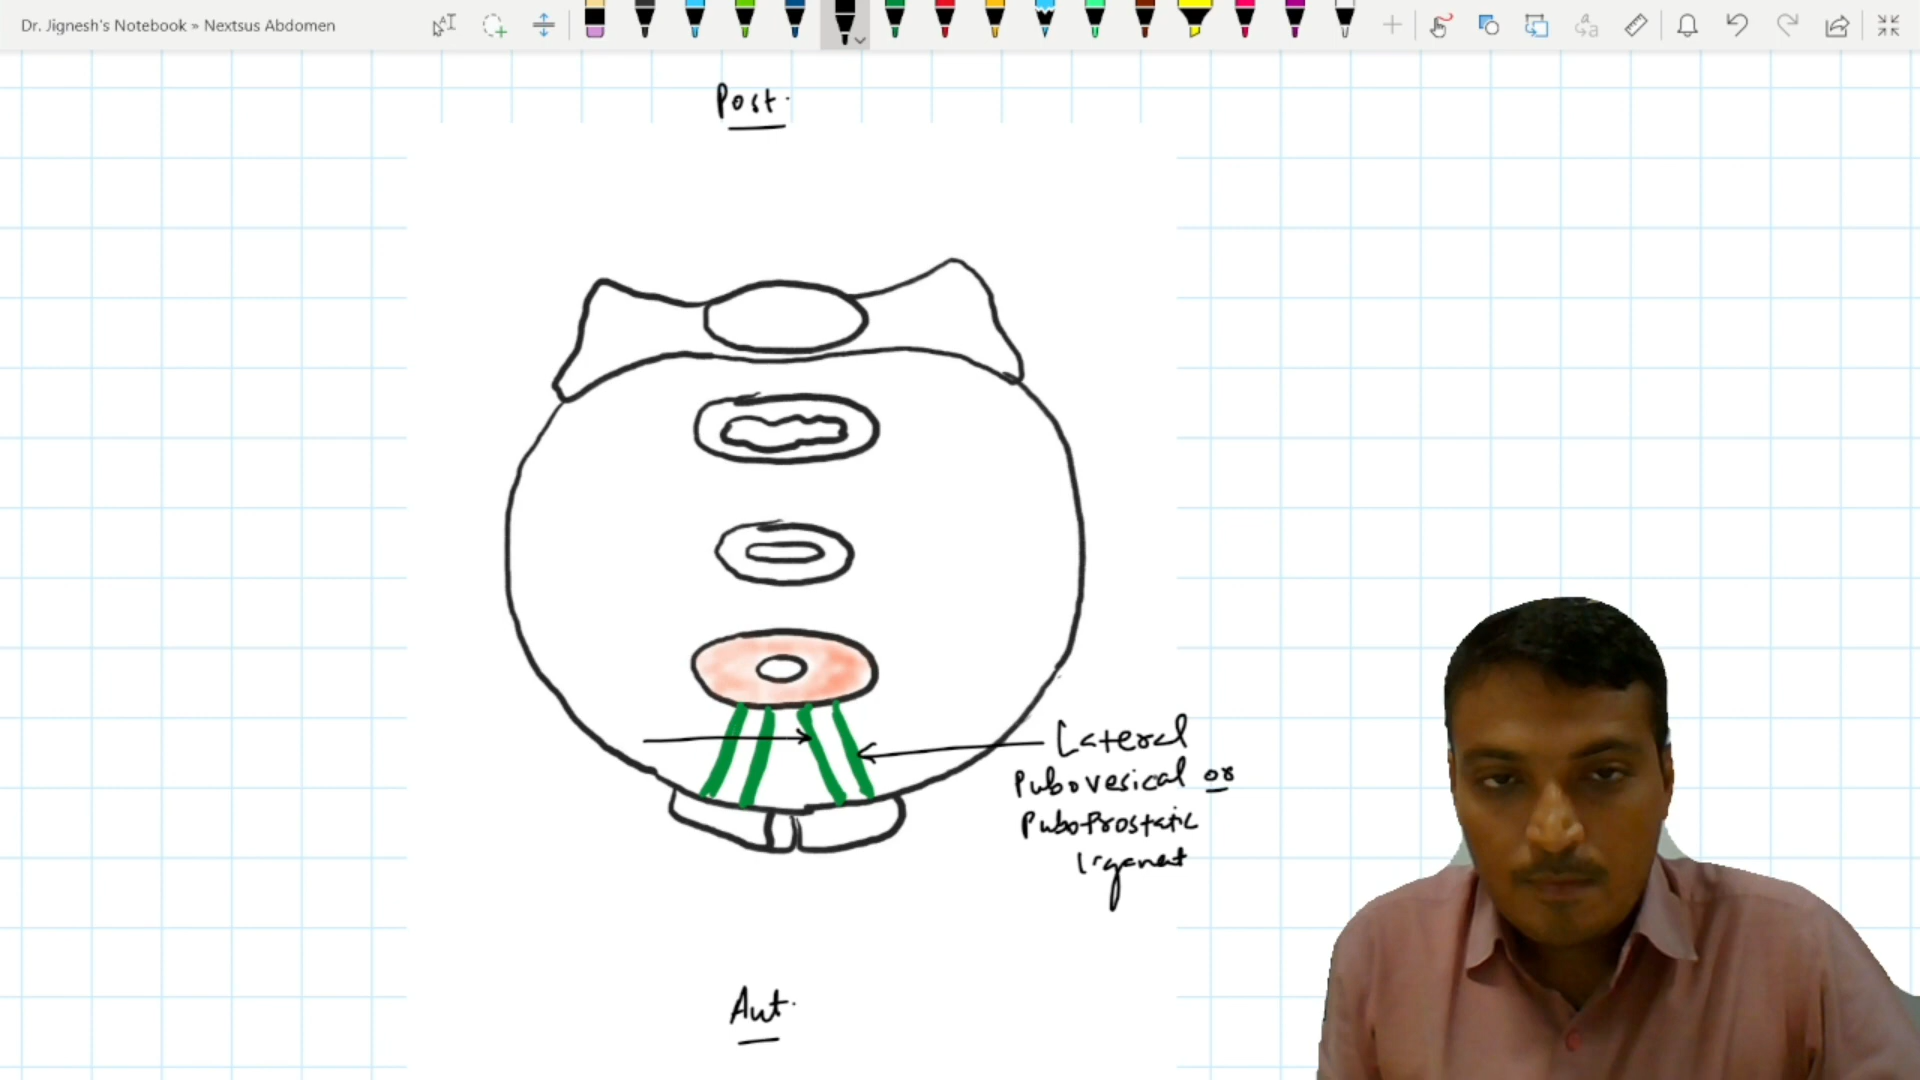 Dr. Jignesh's Notebook » Nextsus Abdomen
Post.
Lateral
Pubovesical or
Puboprostatic
ligament
Ant.